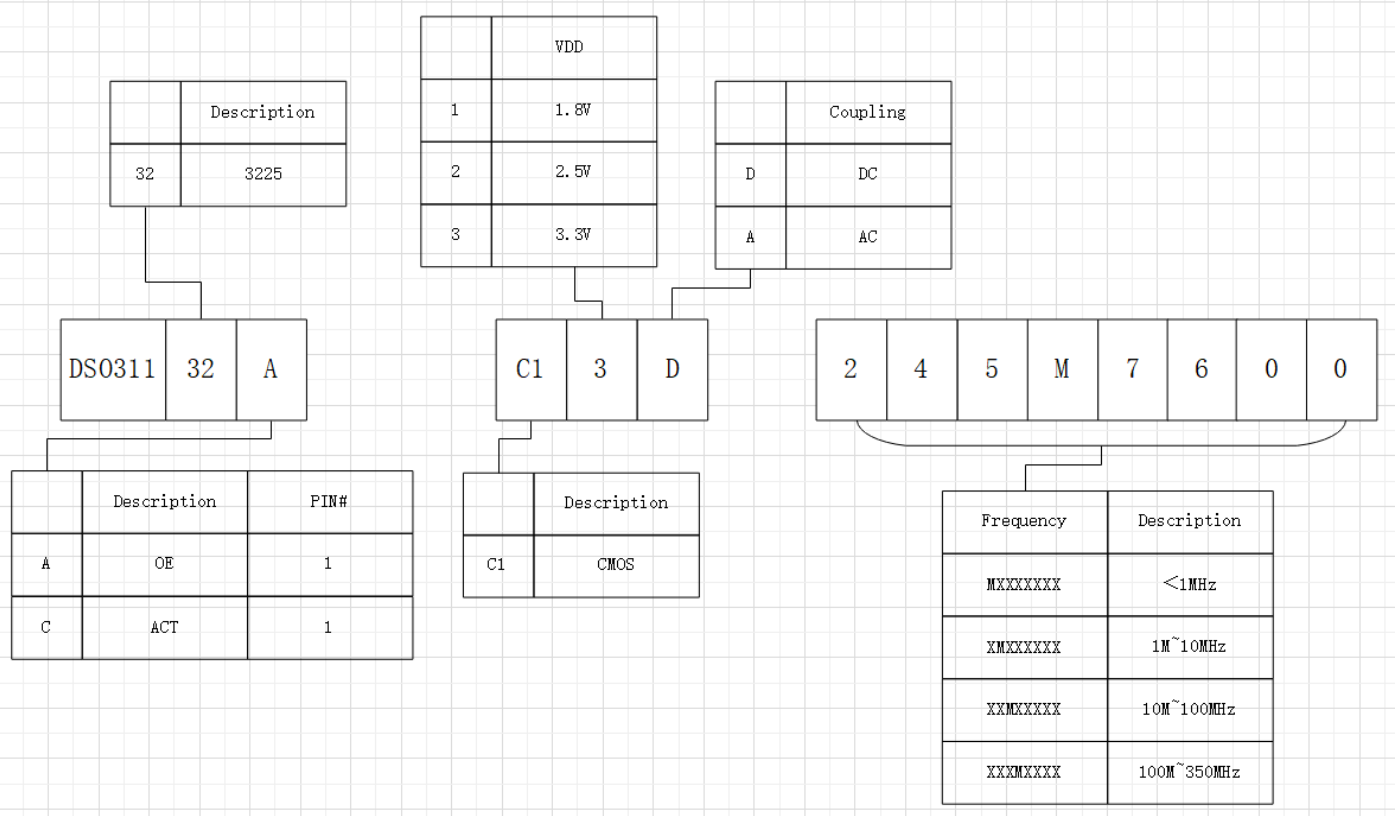 VDD
1 1.8V
2 2.5V
3 3.3V
Description
32 3225
Coupling
D DC
A AC
DSO311 32 A
C1 3 D
2 4 5 M 7 6 0 0
Description PIN#
A OE 1
C ACT 1
Description
C1 CMOS
Frequency Description
MXXXXXXX <1MHz
XMXXXXXX 1M~10MHz
XXMXXXXX 10M~100MHz
XXXMXXXX 100M~350MHz